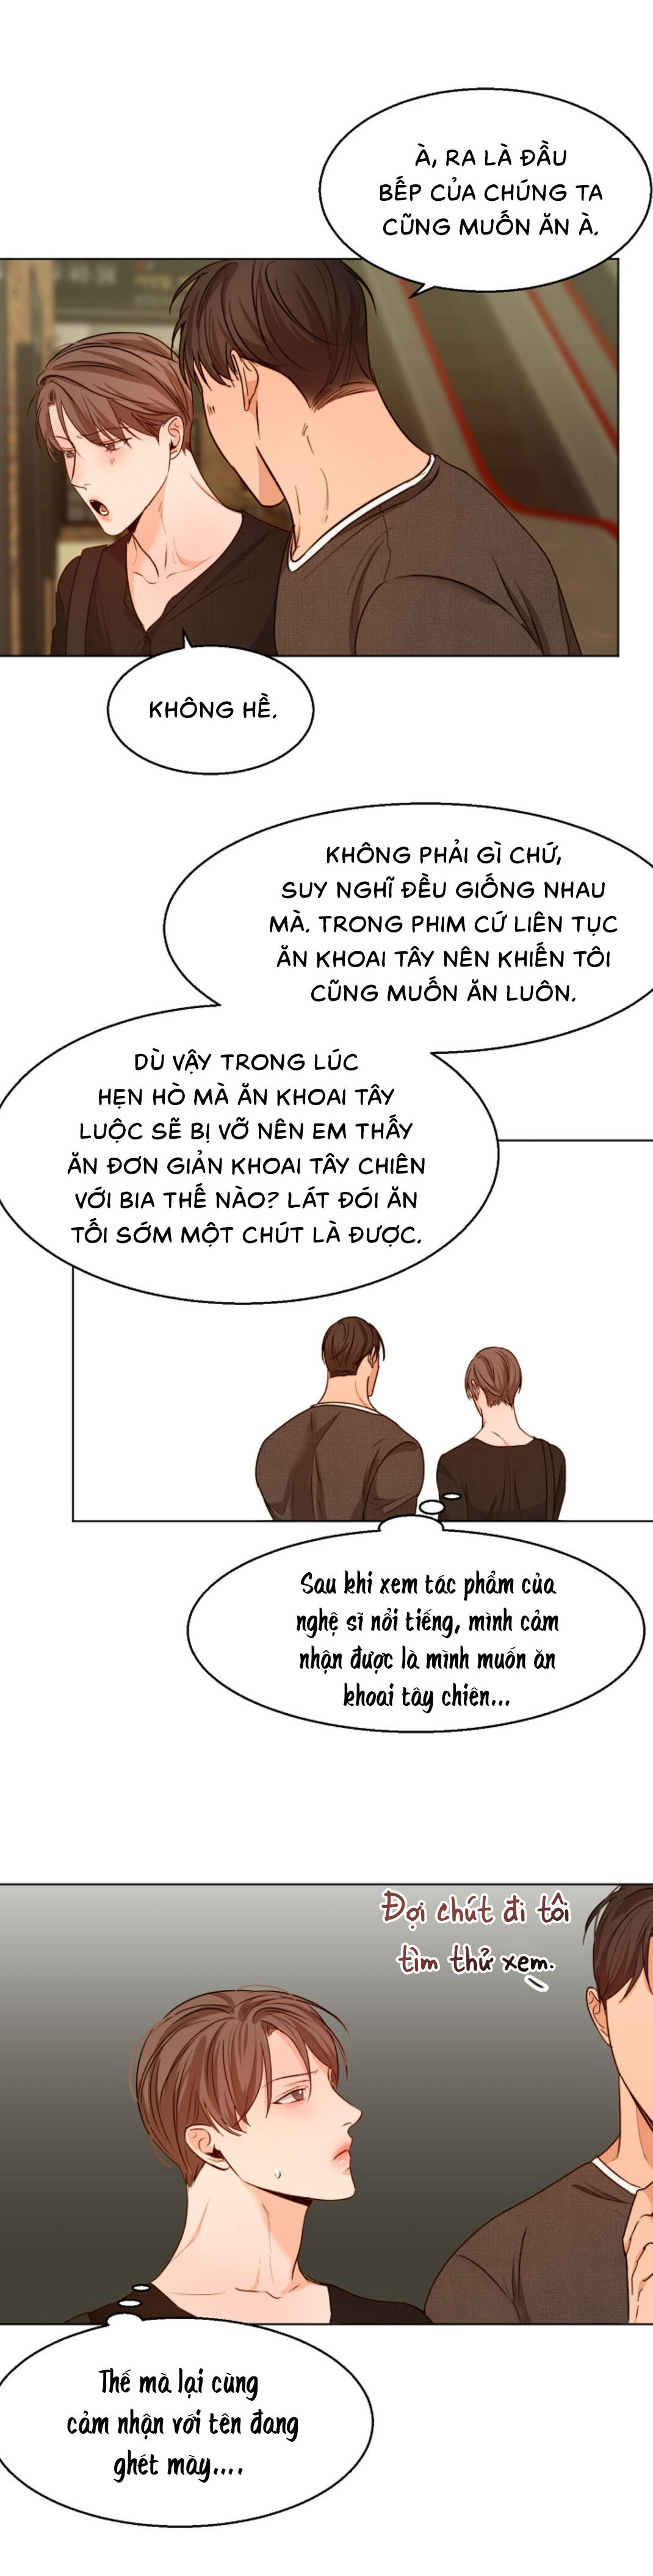 À, RA LÀ ĐẦU
BẾP CỦA CHÚNG TA
CŨNG MUỐN ĂN À.
KHÔNG HỀ.
KHÔNG PHẢI GÌ CHỨ,
SUY NGHĨ ĐỀU GIỐNG NHAU
MÀ. TRONG PHIM CỨ LIÊN TỤC
ĂN KHOAI TÂY NÊN KHIẾN TÔI
CŨNG MUỐN ĂN LUÔN.
DÙ VẬY TRONG LÚC
HẸN HÒ MÀ ĂN KHOAI TÂY
LUỘC SẼ BỊ VỠ NÊN EM THẤY
ĂN ĐƠN GIẢN KHOAI TÂY CHIÊN
VỚI BIA THẾ NÀO? LÁT ĐÓI ĂN
TỐI SỚM MỘT CHÚT LÀ ĐƯỢC.
Sau khi xem tác phẩm của
nghệ sĩ nổi tiếng, mình cảm
nhận được là mình muốn ăn
khoai tây chiên...
Đợi chút đi tôi
tìm thử xem.
Thế mà lại cùng
cảm nhận với tên đang
ghét mày....